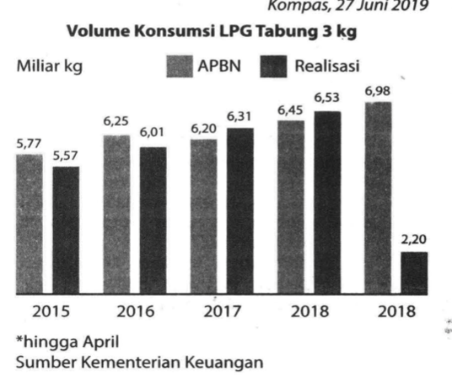 Kompas, 27 Juni 2019
Volume Konsumsi LPG Tabung 3 kg
Miliar kg
APBN
Realisasi
5,77
5,57
6,25
6,01
6,20
6,31
6,45
6,53
6,98
2,20
2015
2016
2017
2018
2018
*hingga April
Sumber Kementerian Keuangan